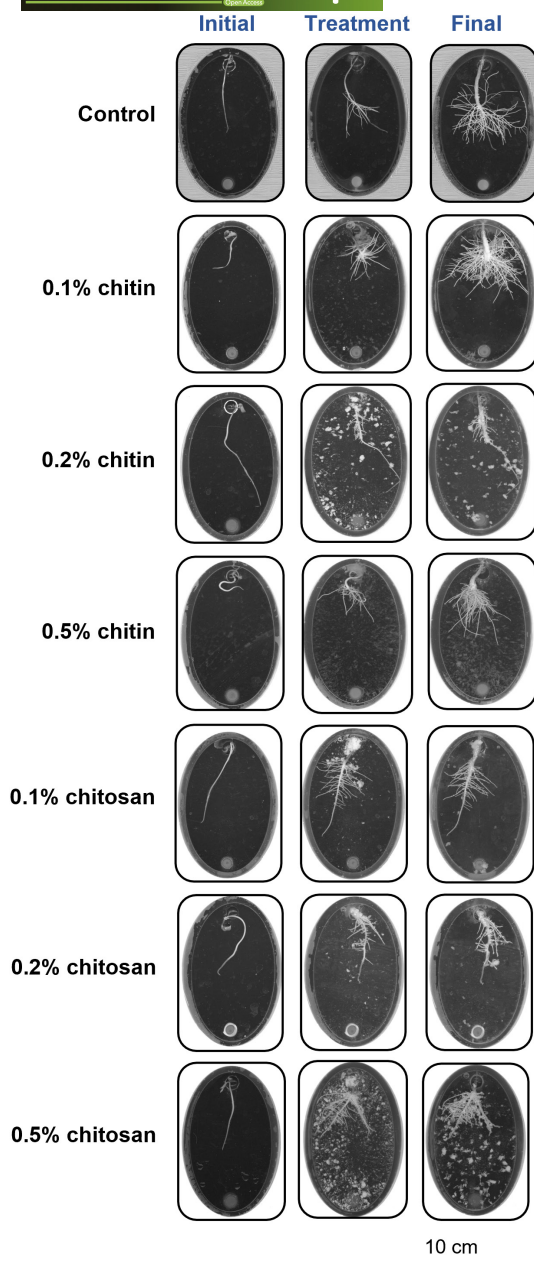 Open Access
Initial Treatment Final
Control
0.1% chitin
0.2% chitin
0.5% chitin
0.1% chitosan
0.2% chitosan
0.5% chitosan
10 cm